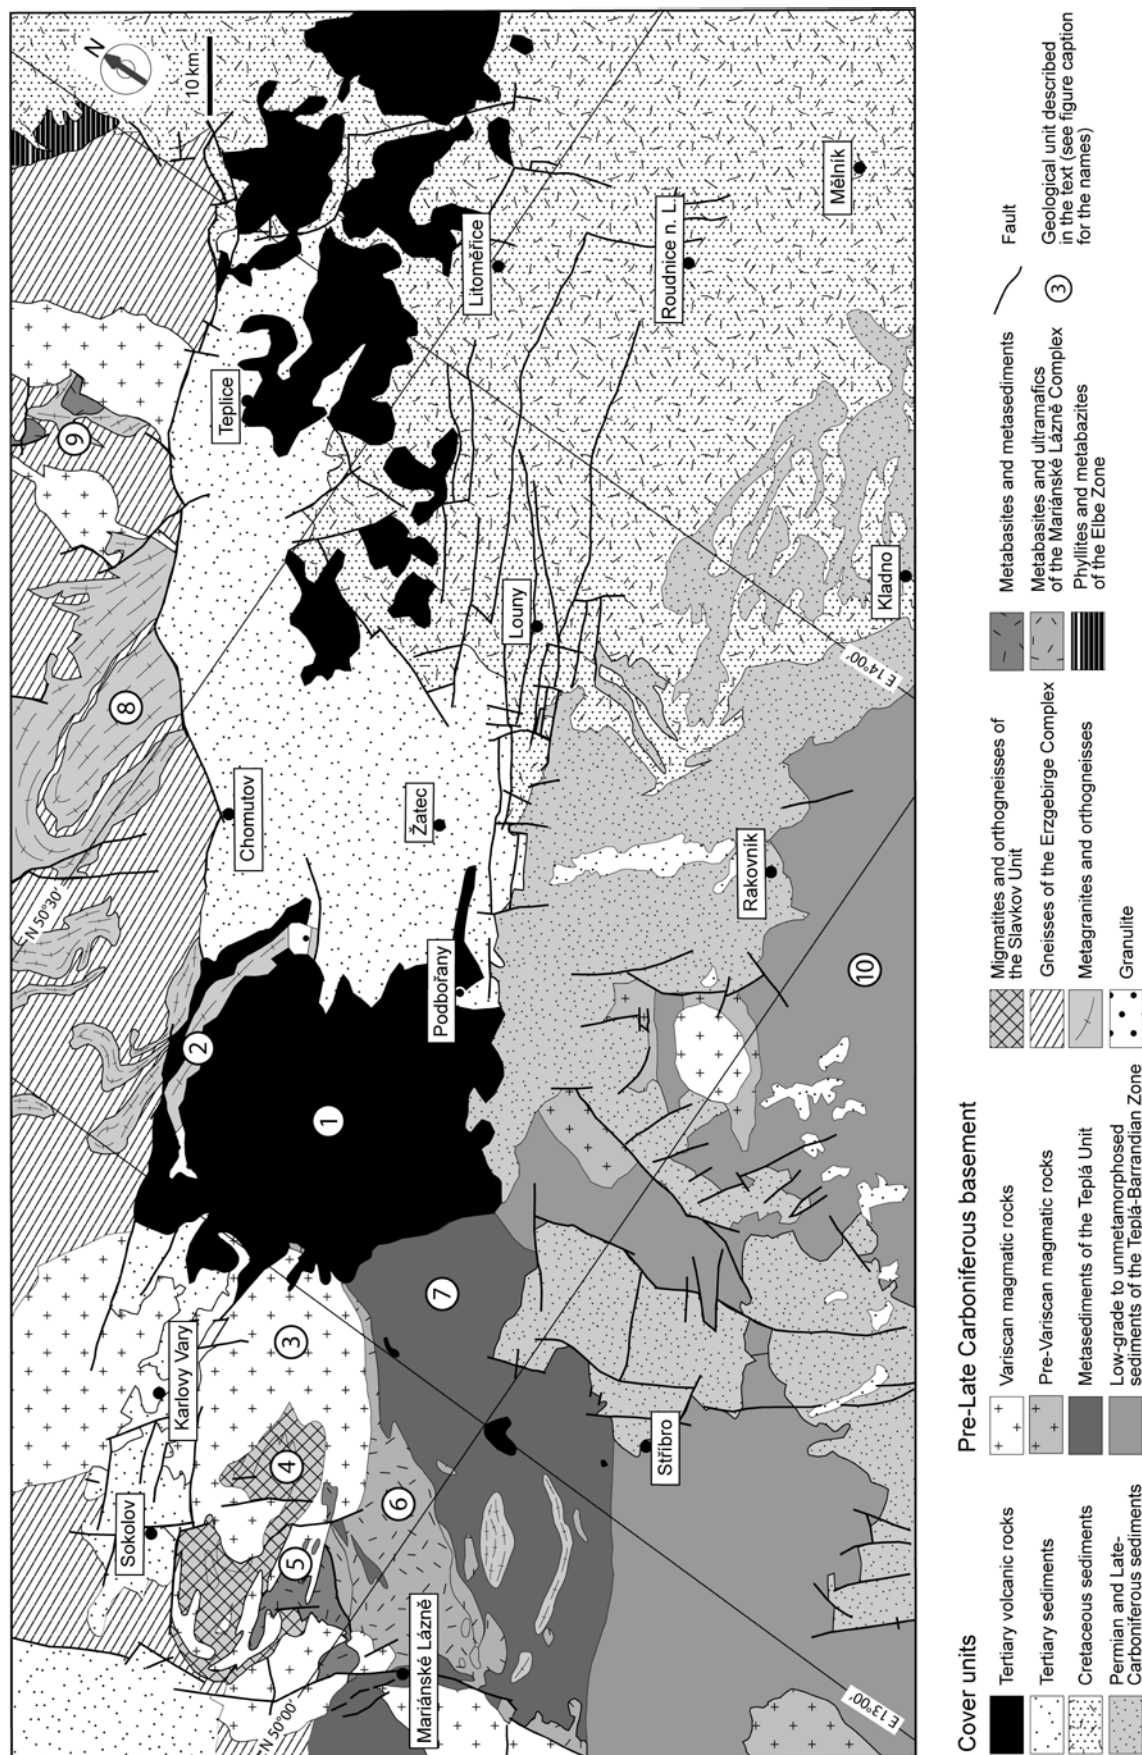 N
10 km
Teplice
Litoměřice
Roudnice n. L.
Mělník
Chomutov
Žatec
Louny
Kladno
Podbořany
Rakovník
Karlovy Vary
Sokolov
Mariánské Lázně
Stříbro
N 50°30'
N 50°00'
E 13°00'
E 14°00'
1
2
3
4
5
6
7
8
9
10
Cover units
Tertiary volcanic rocks
Tertiary sediments
Cretaceous sediments
Permian and Late-
Carboniferous sediments
Pre-Late Carboniferous basement
Variscan magmatic rocks
Pre-Variscan magmatic rocks
Metasediments of the Teplá Unit
Low-grade to unmetamorphosed
sediments of the Teplá-Barrandian Zone
Migmatites and orthogneisses of
the Slavkov Unit
Gneisses of the Erzgebirge Complex
Metagranites and orthogneisses
Granulite
Metabasites and metasediments
Metabasites and ultramafics
of the Mariánské Lázně Complex
Phyllites and metabazites
of the Elbe Zone
Fault
3
Geological unit described
in the text (see figure caption
for the names)